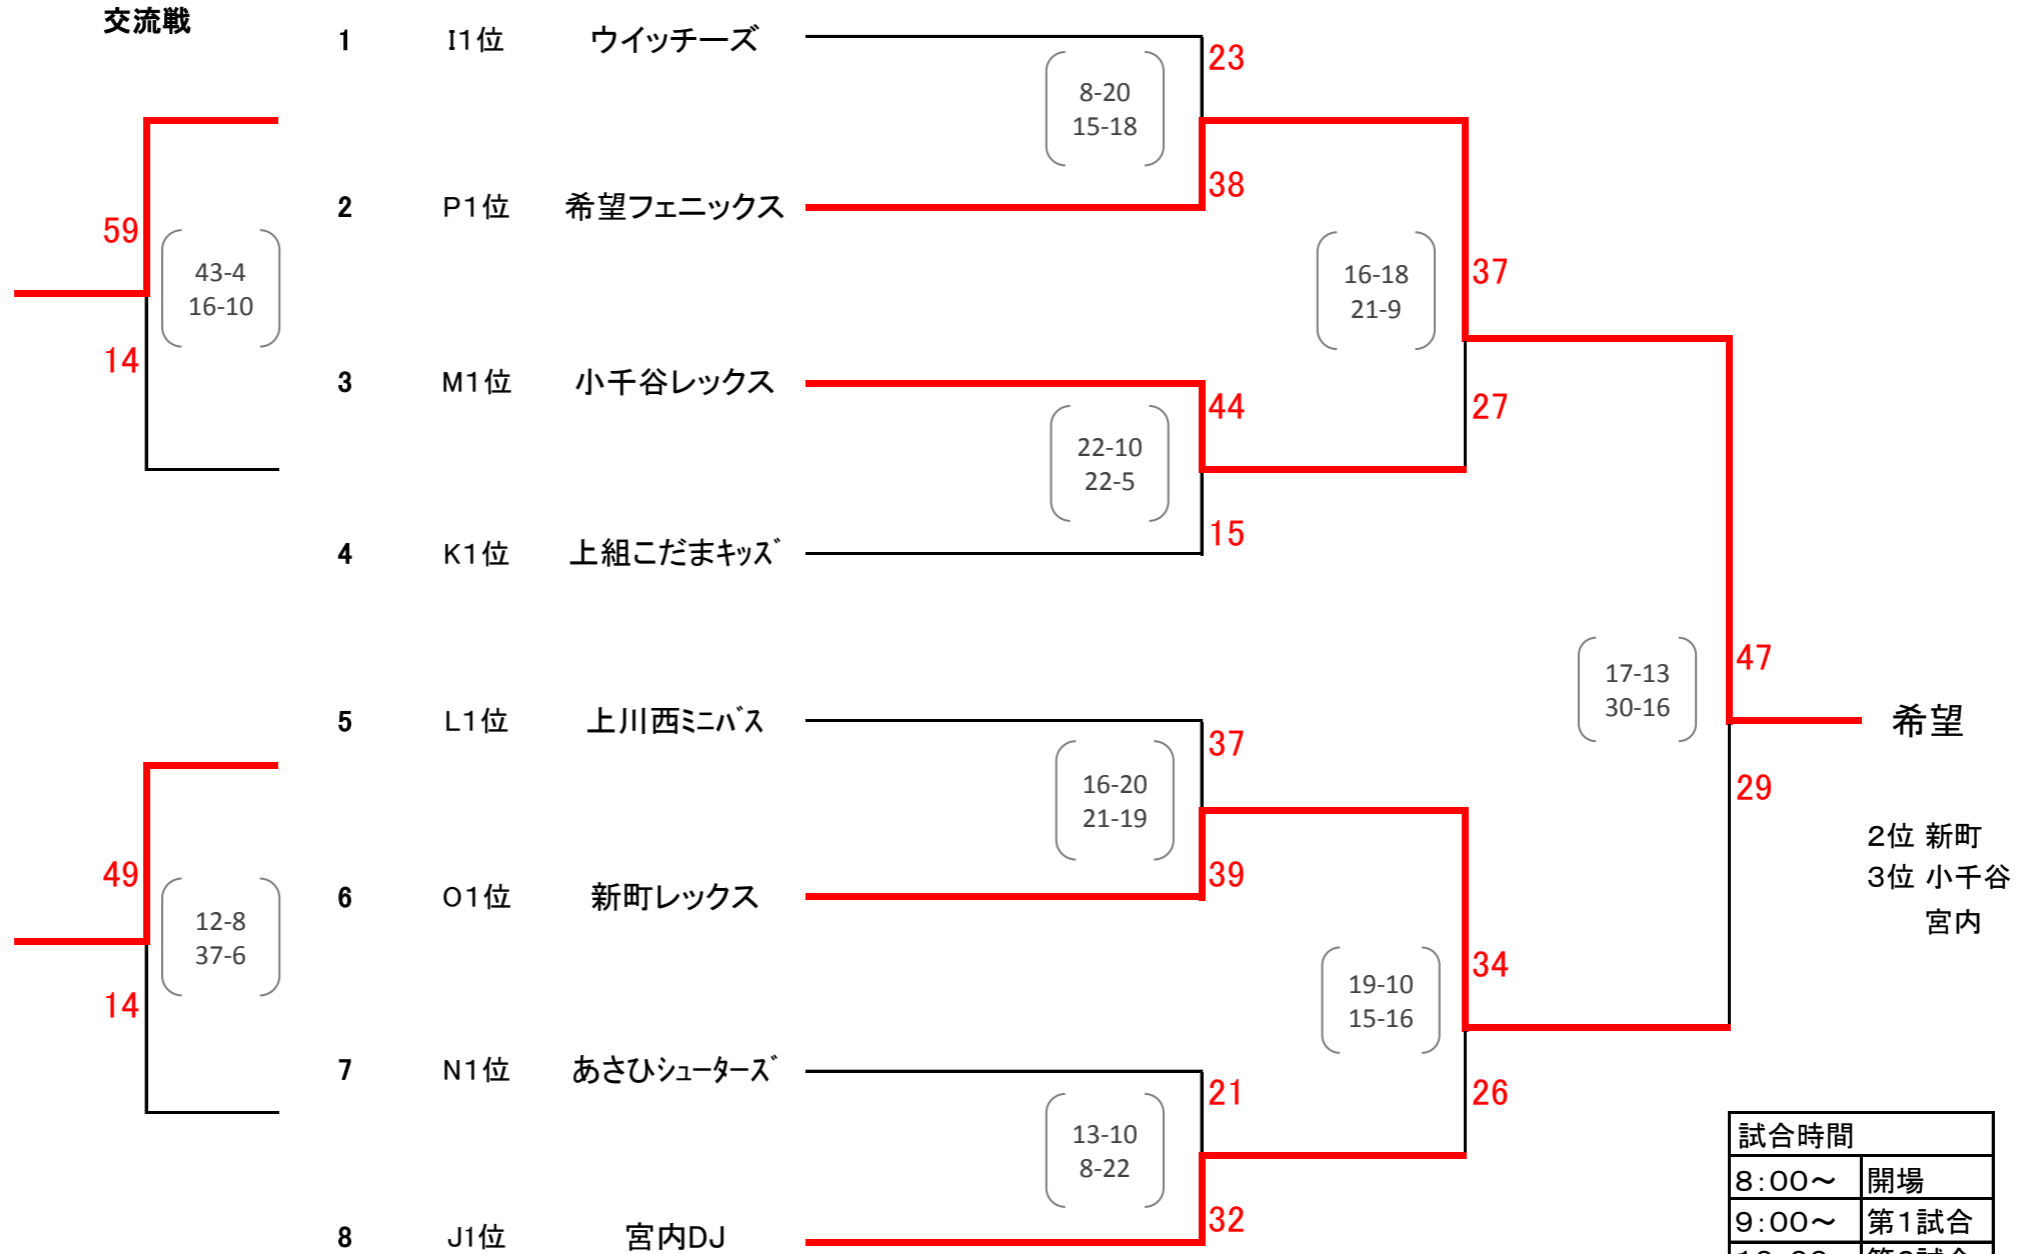 交流戦
1 I1位 ウイッチーズ
23
8-20
15-18
38
2 P1位 希望フェニックス
59
43-4
16-10
14
16-18
21-9
37
27
3 M1位 小千谷レックス
44
22-10
22-5
15
4 K1位 上組こだまｷｯｽﾞ
17-13
30-16
47
希望
29
5 L1位 上川西ﾐﾆﾊﾞｽ
37
16-20
21-19
39
2位 新町
3位 小千谷
宮内
6 O1位 新町レックス
49
12-8
37-6
14
19-10
15-16
34
26
7 N1位 あさひｼｭｰﾀｰｽﾞ
21
13-10
8-22
32
8 J1位 宮内DJ
試合時間
8:00～ 開場
9:00～ 第1試合